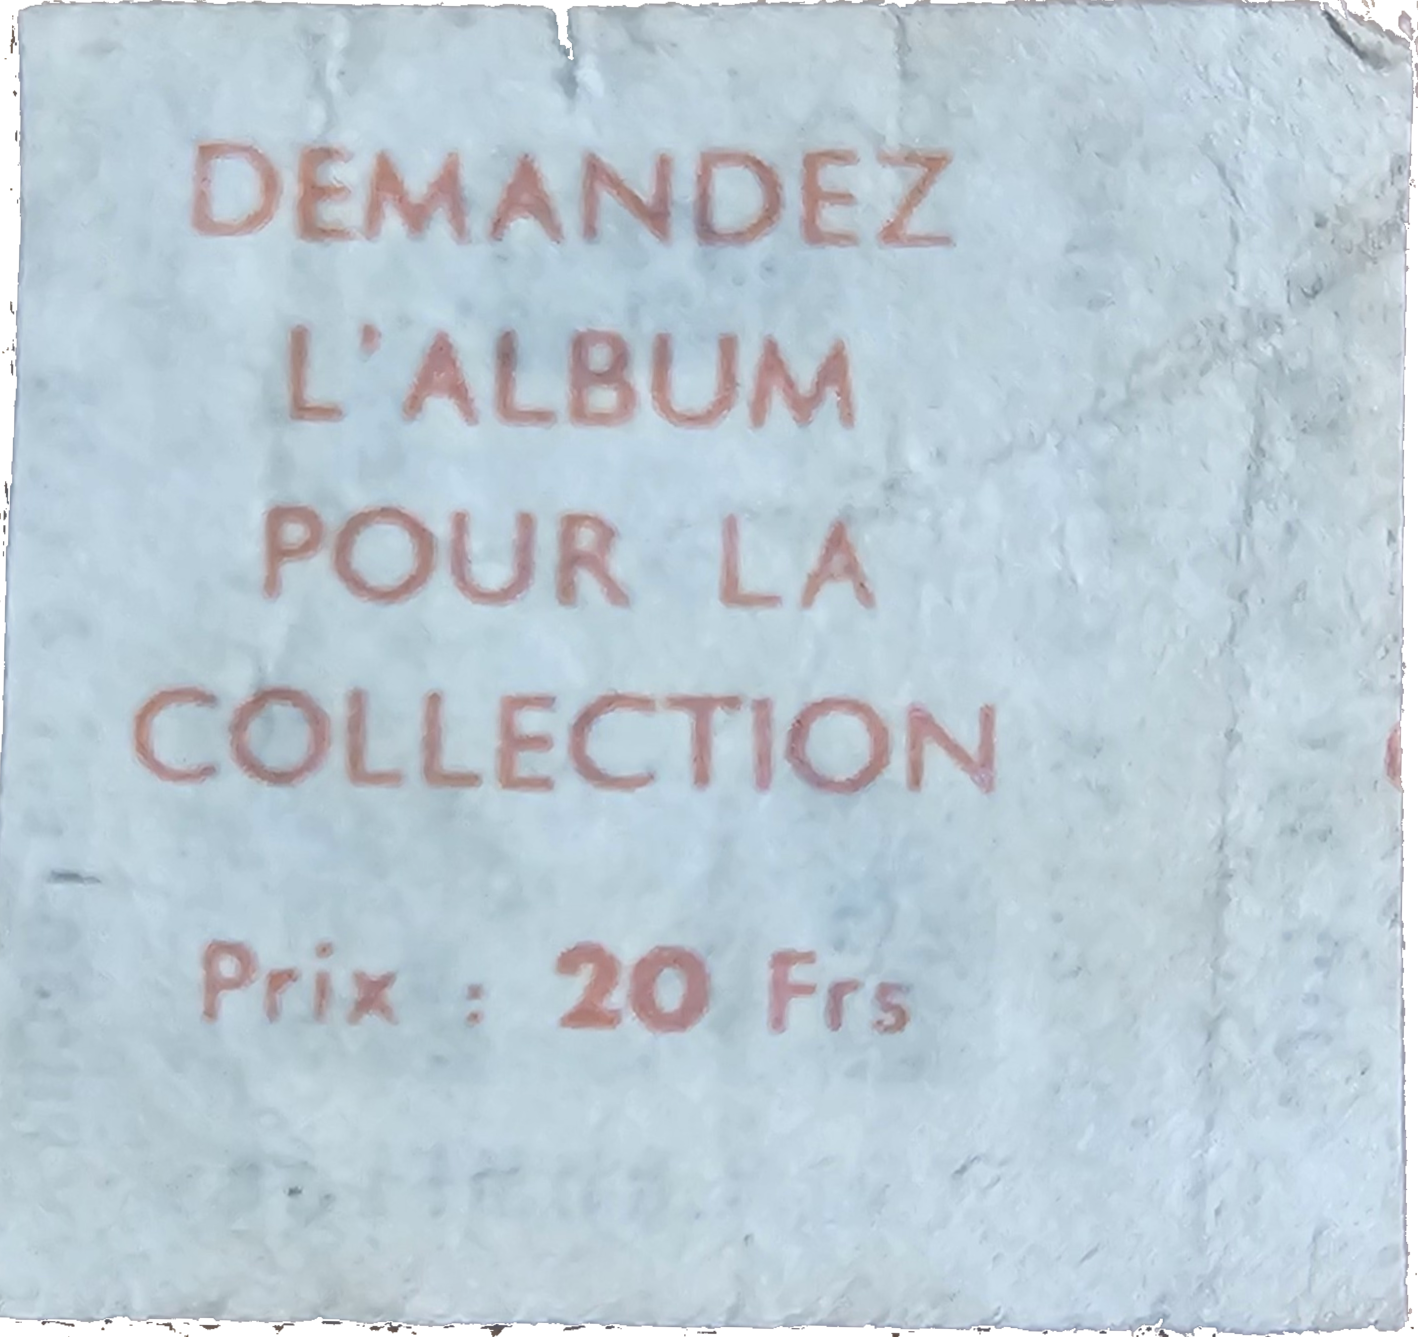 DEMANDEZ
L'ALBUM
POUR LA
COLLECTION
Prix : 20 Frs